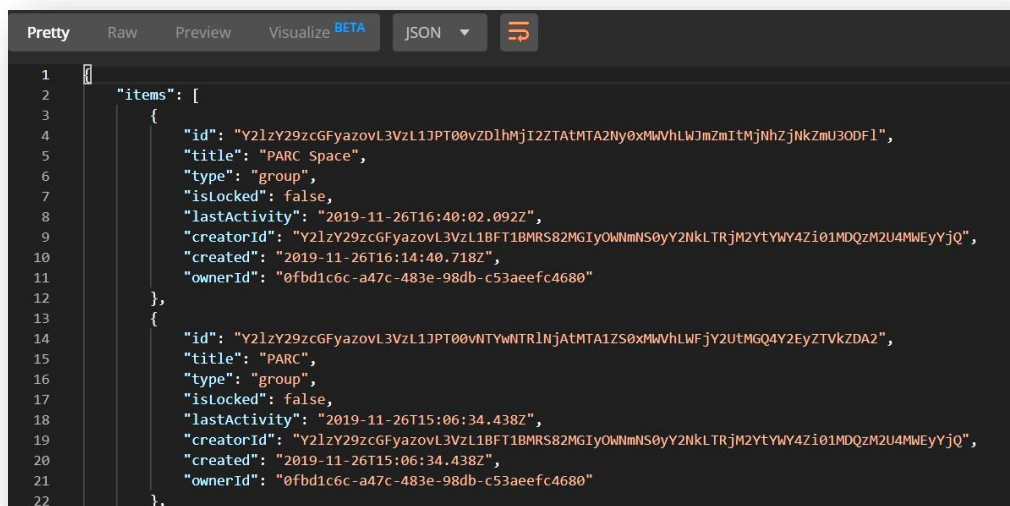 Pretty Raw Preview Visualize BETA JSON
1 {
2 "items": [
3 {
4 "id": "Y2lzY29zcGFyazovL3VzL1JPT00vZDlhMjI2ZTAtMTA2Ny0xMWVhLWJmZmItMjNhZjNkZmU3ODFl",
5 "title": "PARC Space",
6 "type": "group",
7 "isLocked": false,
8 "lastActivity": "2019-11-26T16:40:02.092Z",
9 "creatorId": "Y2lzY29zcGFyazovL3VzL1BFT1BMRS82MGIyOWNmNS0yY2NkLTRjM2YtYWY4Zi01MDQzM2U4MWEyYjQ",
10 "created": "2019-11-26T16:14:40.718Z",
11 "ownerId": "0fbd1c6c-a47c-483e-98db-c53aeefc4680"
12 },
13 {
14 "id": "Y2lzY29zcGFyazovL3VzL1JPT00vNTYwNTRlNjAtMTA1ZS0xMWVhLWFjY2UtMGQ4Y2EyZTVkZDA2",
15 "title": "PARC",
16 "type": "group",
17 "isLocked": false,
18 "lastActivity": "2019-11-26T15:06:34.438Z",
19 "creatorId": "Y2lzY29zcGFyazovL3VzL1BFT1BMRS82MGIyOWNmNS0yY2NkLTRjM2YtYWY4Zi01MDQzM2U4MWEyYjQ",
20 "created": "2019-11-26T15:06:34.438Z",
21 "ownerId": "0fbd1c6c-a47c-483e-98db-c53aeefc4680"
22 },